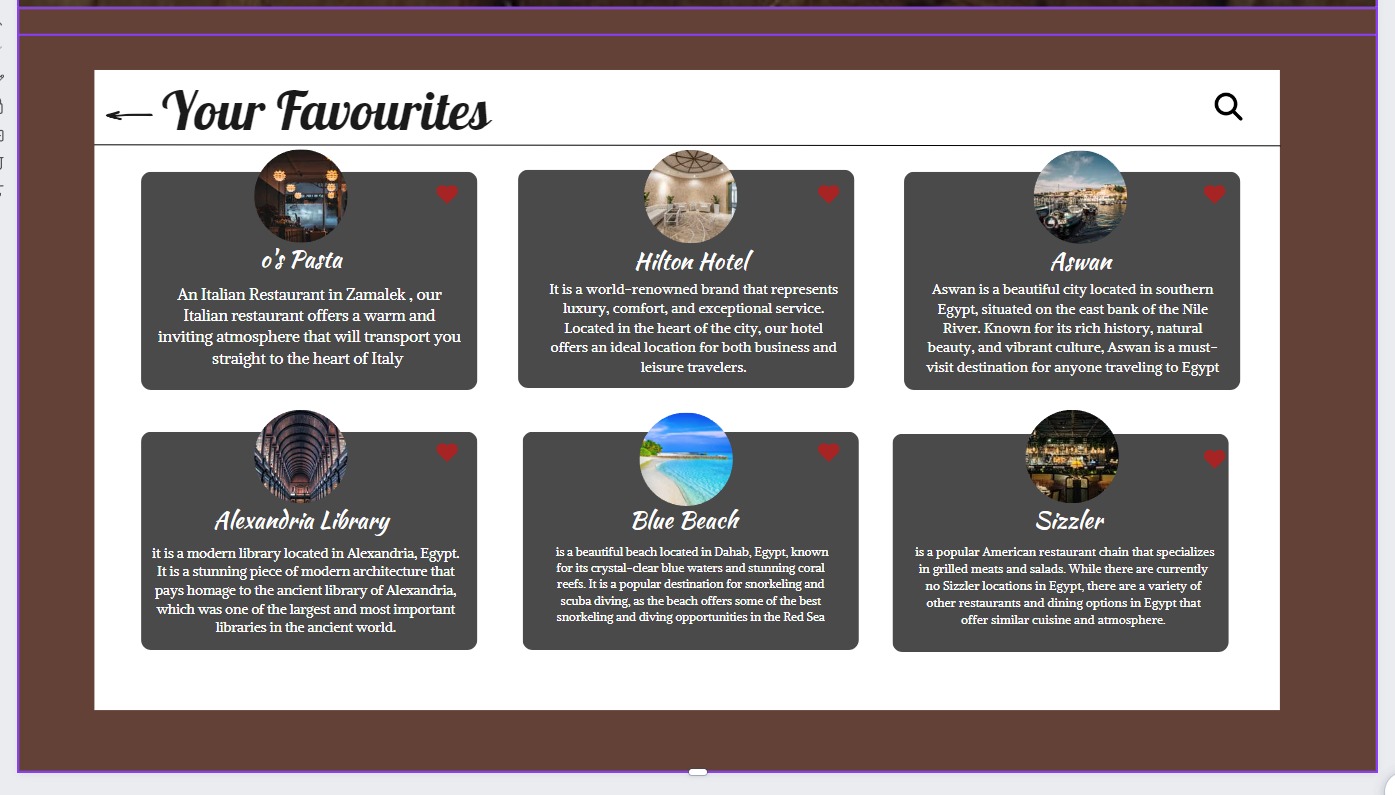 Your Favourites
o's Pasta
An Italian Restaurant in Zamalek , our
Italian restaurant offers a warm and
inviting atmosphere that will transport you
straight to the heart of Italy
Hilton Hotel
It is a world-renowned brand that represents
luxury, comfort, and exceptional service.
Located in the heart of the city, our hotel
offers an ideal location for both business and
leisure travelers.
Aswan
Aswan is a beautiful city located in southern
Egypt, situated on the east bank of the Nile
River. Known for its rich history, natural
beauty, and vibrant culture, Aswan is a must-
visit destination for anyone traveling to Egypt
Alexandria Library
it is a modern library located in Alexandria, Egypt.
It is a stunning piece of modern architecture that
pays homage to the ancient library of Alexandria,
which was one of the largest and most important
libraries in the ancient world.
Blue Beach
is a beautiful beach located in Dahab, Egypt, known
for its crystal-clear blue waters and stunning coral
reefs. It is a popular destination for snorkeling and
scuba diving, as the beach offers some of the best
snorkeling and diving opportunities in the Red Sea
Sizzler
is a popular American restaurant chain that specializes
in grilled meats and salads. While there are currently
no Sizzler locations in Egypt, there are a variety of
other restaurants and dining options in Egypt that
offer similar cuisine and atmosphere.